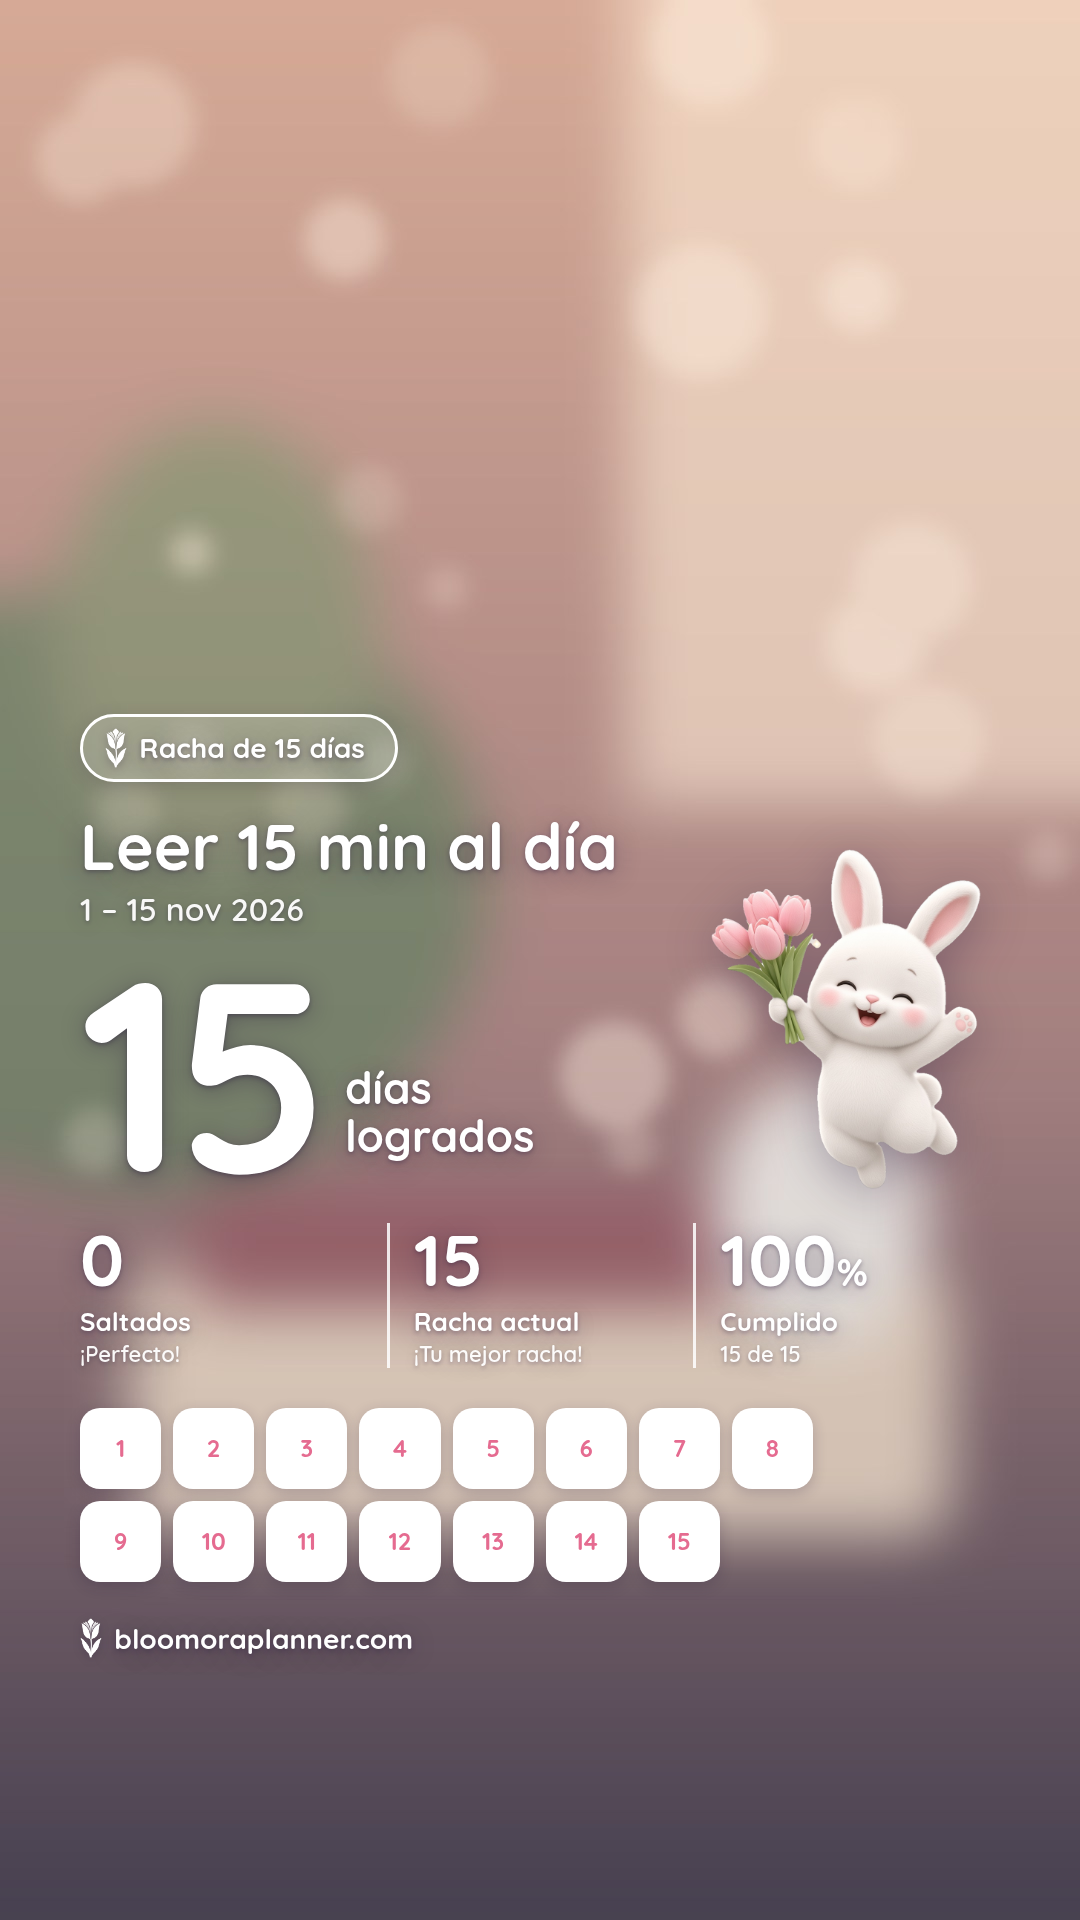 Racha de 15 días
Leer 15 min al día
1 – 15 nov 2026
15 días logrados
0
Saltados
¡Perfecto!
15
Racha actual
¡Tu mejor racha!
100%
Cumplido
15 de 15
1 2 3 4 5 6 7 8
9 10 11 12 13 14 15
bloomoraplanner.com